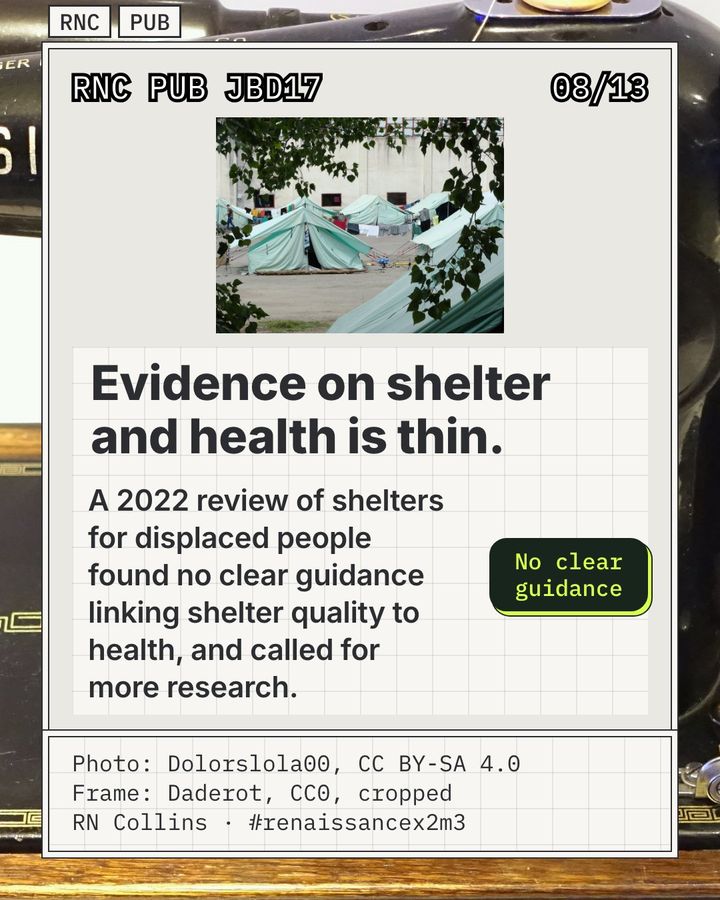 RNC PUB
RNC PUB JBD17 08/13
Evidence on shelter
and health is thin.
A 2022 review of shelters
for displaced people
found no clear guidance
linking shelter quality to
health, and called for
more research.
No clear
guidance
Photo: Dolorslola00, CC BY-SA 4.0
Frame: Daderot, CC0, cropped
RN Collins · #renaissancex2m3